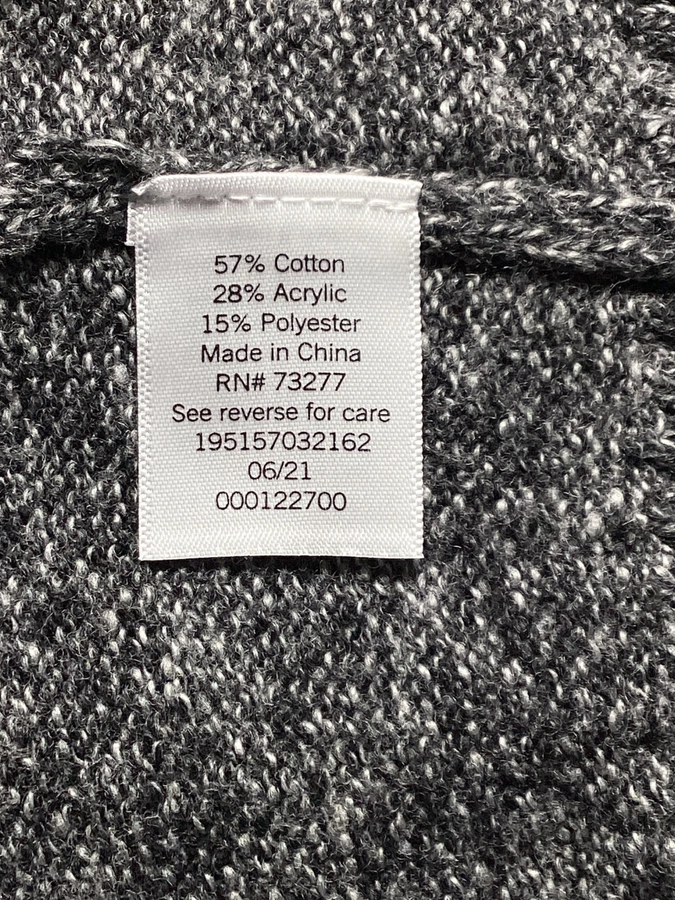 57% Cotton
28% Acrylic
15% Polyester
Made in China
RN# 73277
See reverse for care
195157032162
06/21
000122700